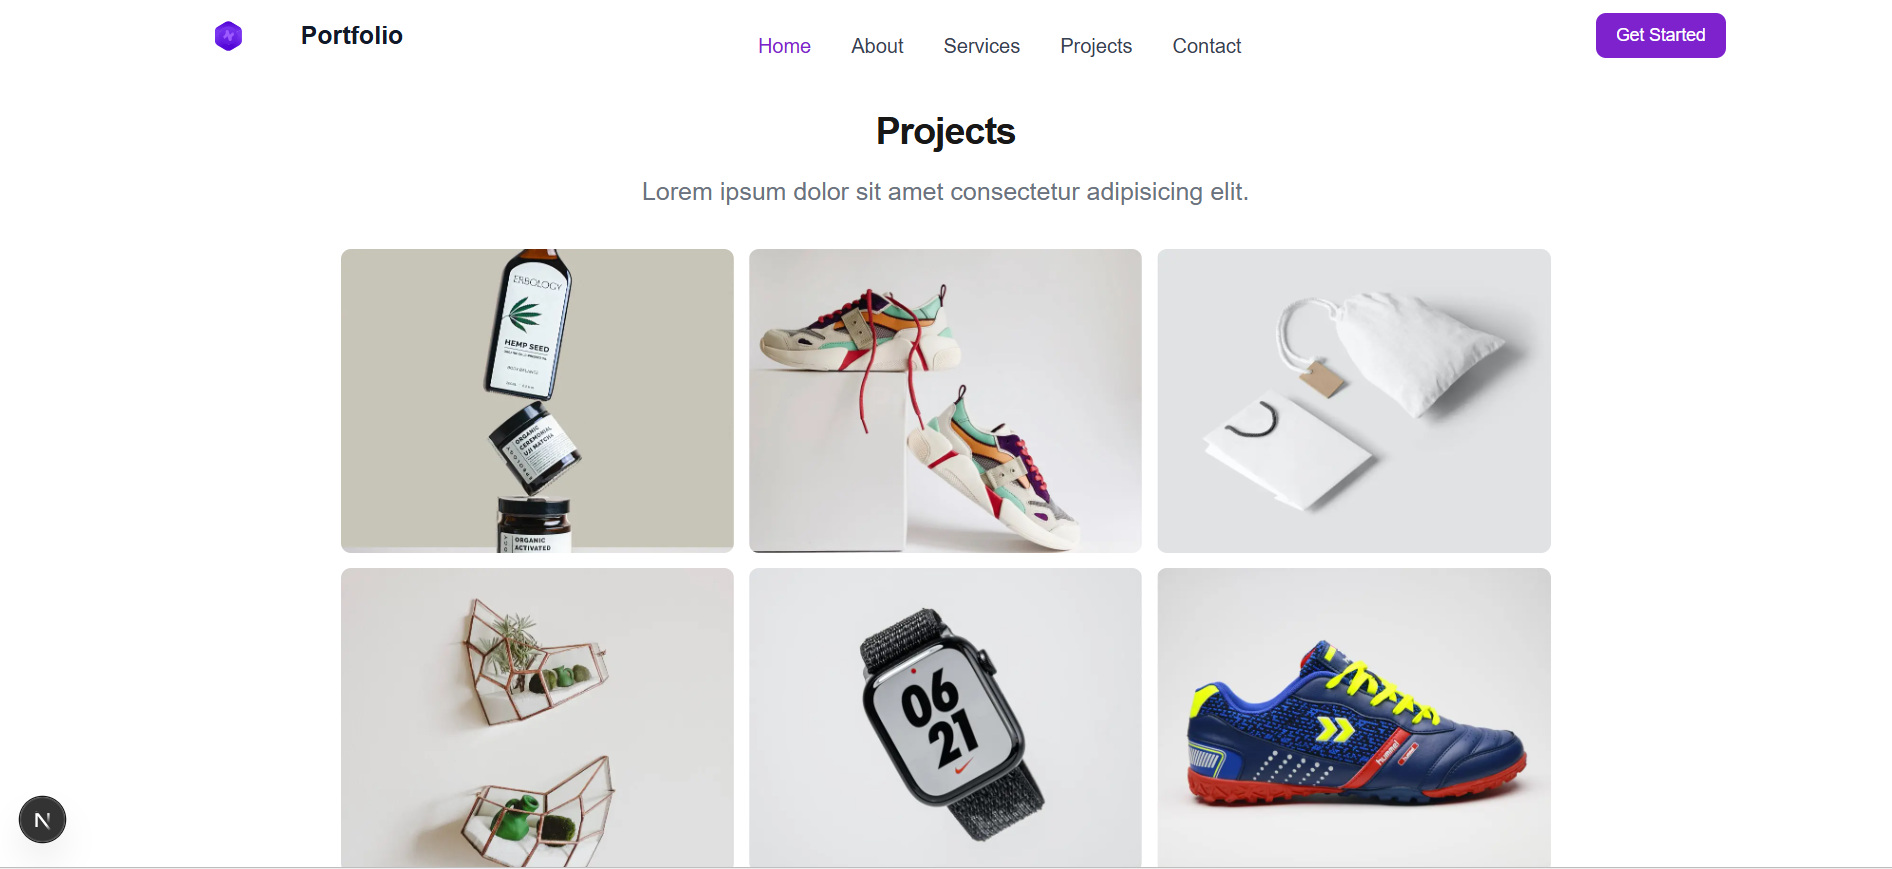 Portfolio
Home About Services Projects Contact
Get Started
Projects
Lorem ipsum dolor sit amet consectetur adipisicing elit.
ERBOLOGY
HEMP SEED
ORGANIC
CEREMONIAL
UJI MATCHA
ORGANIC
ACTIVATED
06
21
hummel
N